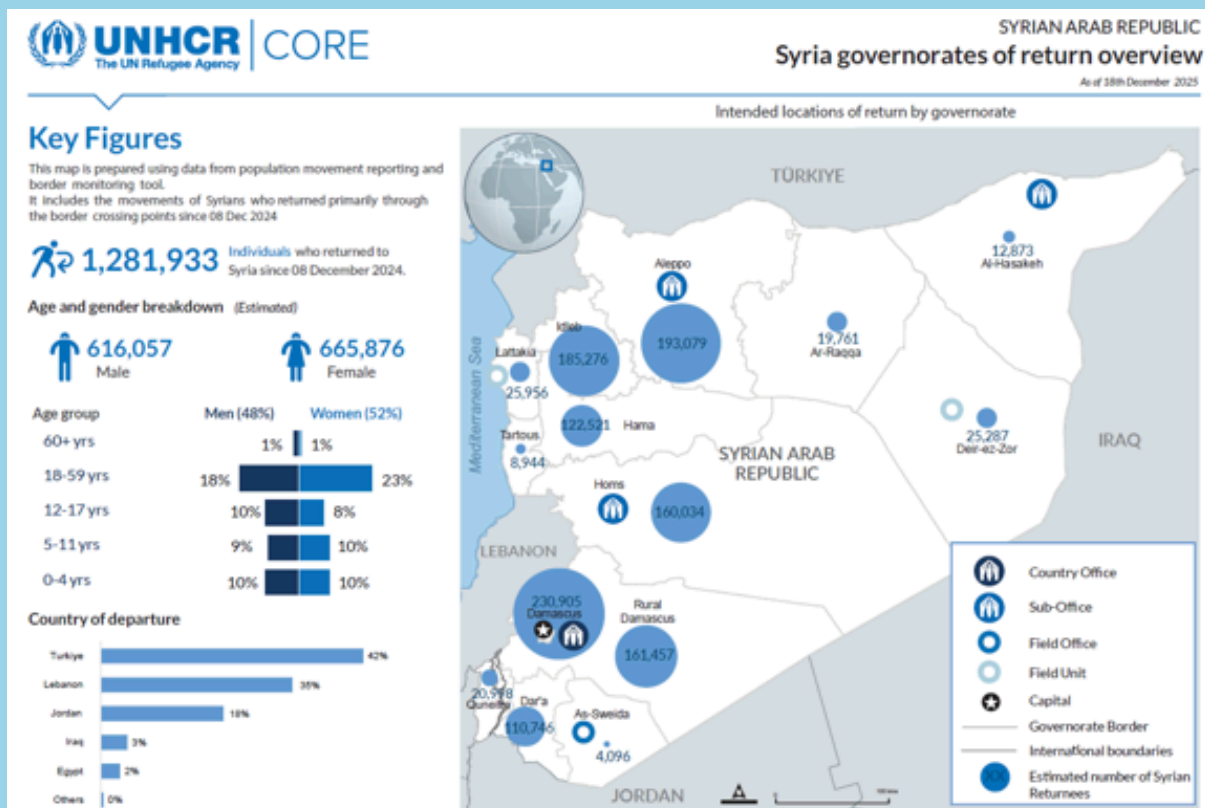 UNHCR
The UN Refugee Agency
CORE
SYRIAN ARAB REPUBLIC
Syria governorates of return overview
As of 18th December 2025
Key Figures
This map is prepared using data from population movement reporting and
border monitoring tool.
It includes the movements of Syrians who returned primarily through
the border crossing points since 08 Dec 2024
1,281,933 Individuals who returned to
Syria since 08 December 2024.
Age and gender breakdown (Estimated)
616,057
Male
665,876
Female
Age group Men (48%) Women (52%)
60+ yrs 1% 1%
18-59 yrs 18% 23%
12-17 yrs 10% 8%
5-11 yrs 9% 10%
0-4 yrs 10% 10%
Country of departure
Turkiye 42%
Lebanon 35%
Jordan 18%
Iraq 3%
Egypt 2%
Others 0%
Intended locations of return by governorate
TÜRKIYE
12,873
Al-Hasakeh
Aleppo
193,079
19,761
Ar-Raqqa
Idleb
185,276
Lattakia
25,956
Mediterranean Sea
122,521
Hama
Tartous
8,944
25,287
Deir-ez-Zor
IRAQ
SYRIAN ARAB
REPUBLIC
Homs
160,034
LEBANON
230,905
Damascus
Rural
Damascus
161,457
20,998
Quneitra
Dar'a
110,746
As-Sweida
4,096
JORDAN
Country Office
Sub-Office
Field Office
Field Unit
Capital
Governorate Border
International boundaries
XX
Estimated number of Syrian
Returnees